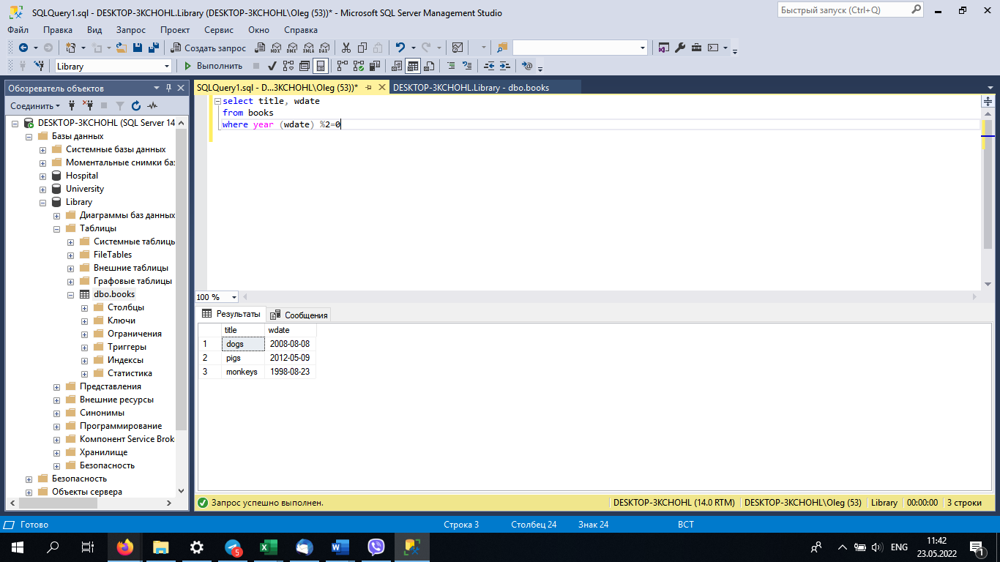 SQLQuery1.sql - DESKTOP-3KCHOHL.Library (DESKTOP-3KCHOHL\Oleg (53))* - Microsoft SQL Server Management Studio
Быстрый запуск (Ctrl+Q)
Файл Правка Вид Запрос Проект Сервис Окно Справка
Создать запрос MDX DMX XMLA DAX
Library Выполнить
Обозреватель объектов
SQLQuery1.sql - D...3KCHOHL\Oleg (53))* DESKTOP-3KCHOHL.Library - dbo.books
Соединить
DESKTOP-3KCHOHL (SQL Server 14
Базы данных
Системные базы данных
Моментальные снимки баз
Hospital
University
Library
Диаграммы баз данных
Таблицы
Системные таблицы
FileTables
Внешние таблицы
Графовые таблицы
dbo.books
Столбцы
Ключи
Ограничения
Триггеры
Индексы
Статистика
Представления
Внешние ресурсы
Синонимы
Программирование
Компонент Service Brok
Хранилище
Безопасность
Безопасность
Объекты сервера
select title, wdate
from books
where year (wdate) %2=0
100 %
Результаты Сообщения
title wdate
1 dogs 2008-08-08
2 pigs 2012-05-09
3 monkeys 1998-08-23
Запрос успешно выполнен. DESKTOP-3KCHOHL (14.0 RTM) DESKTOP-3KCHOHL\Oleg (53) Library 00:00:00 3 строки
Готово Строка 3 Столбец 24 Знак 24 ВСТ
5 ENG 11:42
23.05.2022 1